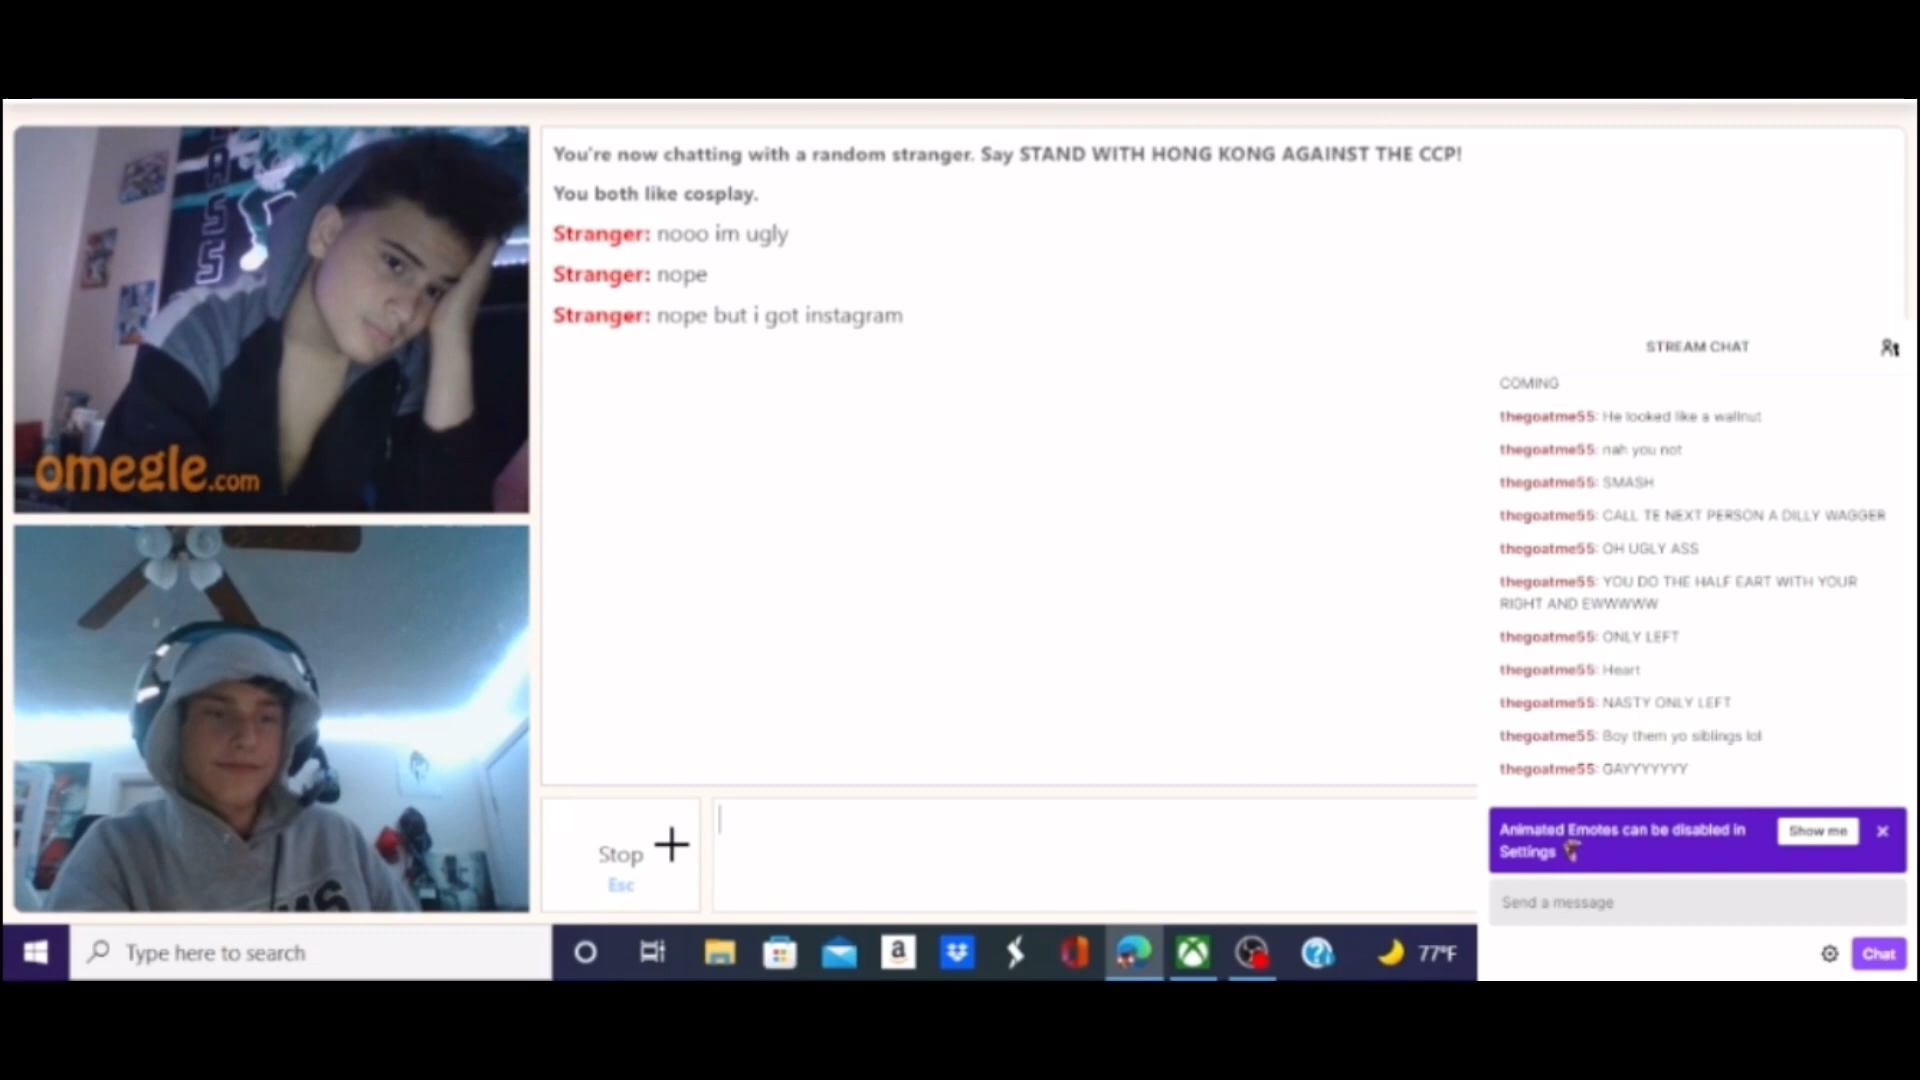 You're now chatting with a random stranger. Say STAND WITH HONG KONG AGAINST THE CCP!
You both like cosplay.
Stranger: nooo im ugly
Stranger: nope
Stranger: nope but i got instagram
omegle.com
Stop
Esc
STREAM CHAT
COMING
thegoatme55: He looked like a wallnut
thegoatme55: nah you not
thegoatme55: SMASH
thegoatme55: CALL TE NEXT PERSON A DILLY WAGGER
thegoatme55: OH UGLY ASS
thegoatme55: YOU DO THE HALF EART WITH YOUR
RIGHT AND EWWWWW
thegoatme55: ONLY LEFT
thegoatme55: Heart
thegoatme55: NASTY ONLY LEFT
thegoatme55: Boy them yo siblings lol
thegoatme55: GAYYYYYYY
Animated Emotes can be disabled in
Settings
Show me
Send a message
Chat
Type here to search
77°F